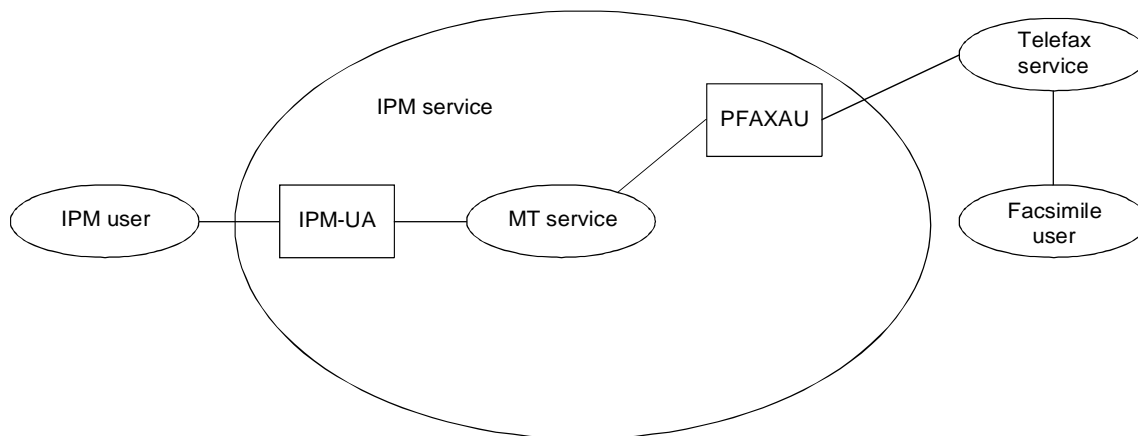 Telefax
service
IPM service
PFAXAU
IPM user
IPM-UA
MT service
Facsimile
user